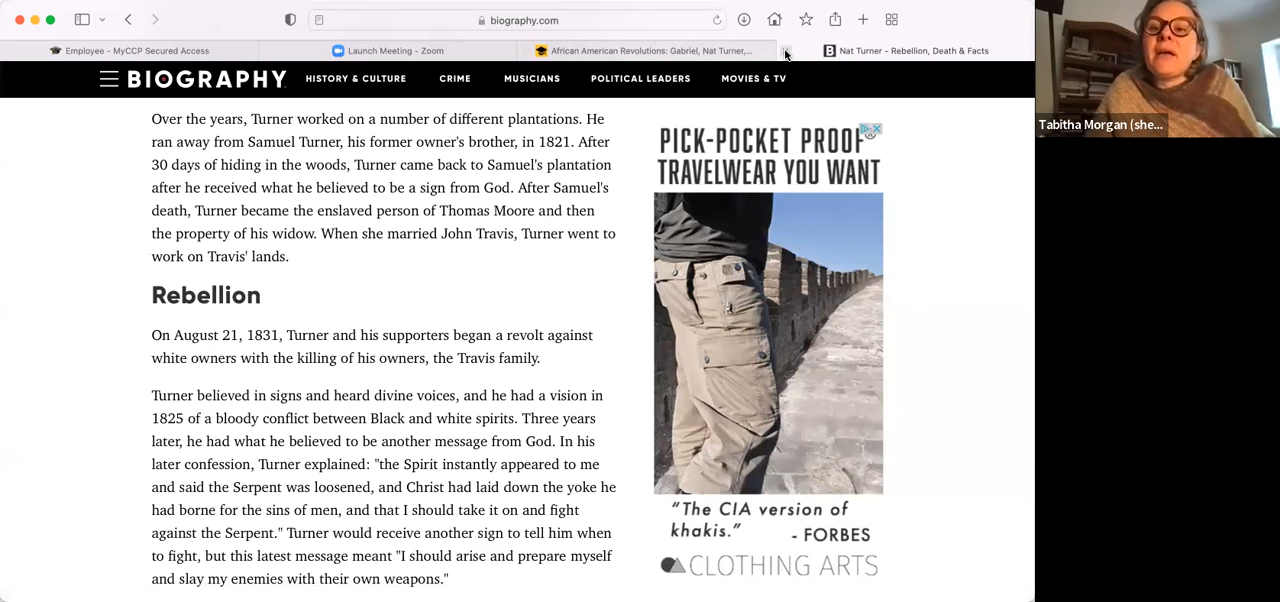 biography.com
Employee - MyCCP Secured Access
Launch Meeting - Zoom
African American Revolutions: Gabriel, Nat Turner,...
B Nat Turner - Rebellion, Death & Facts
BIOGRAPHY
HISTORY & CULTURE
CRIME
MUSICIANS
POLITICAL LEADERS
MOVIES & TV
Over the years, Turner worked on a number of different plantations. He
ran away from Samuel Turner, his former owner's brother, in 1821. After
30 days of hiding in the woods, Turner came back to Samuel's plantation
after he received what he believed to be a sign from God. After Samuel's
death, Turner became the enslaved person of Thomas Moore and then
the property of his widow. When she married John Travis, Turner went to
work on Travis' lands.
Rebellion
On August 21, 1831, Turner and his supporters began a revolt against
white owners with the killing of his owners, the Travis family.
Turner believed in signs and heard divine voices, and he had a vision in
1825 of a bloody conflict between Black and white spirits. Three years
later, he had what he believed to be another message from God. In his
later confession, Turner explained: "the Spirit instantly appeared to me
and said the Serpent was loosened, and Christ had laid down the yoke he
had borne for the sins of men, and that I should take it on and fight
against the Serpent." Turner would receive another sign to tell him when
to fight, but this latest message meant "I should arise and prepare myself
and slay my enemies with their own weapons."
PICK-POCKET PROOF
TRAVELWEAR YOU WANT
“The CIA version of
khakis.”
- FORBES
CLOTHING ARTS
Tabitha Morgan (she...